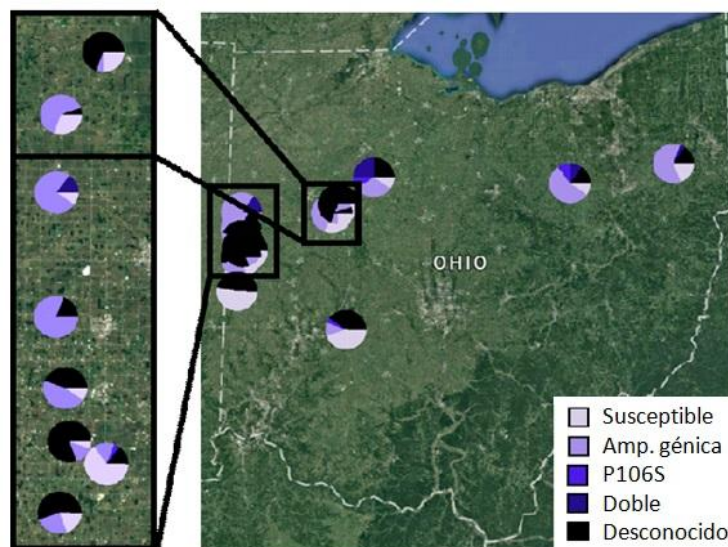 OHIO
Susceptible
Amp. génica
P106S
Doble
Desconocido